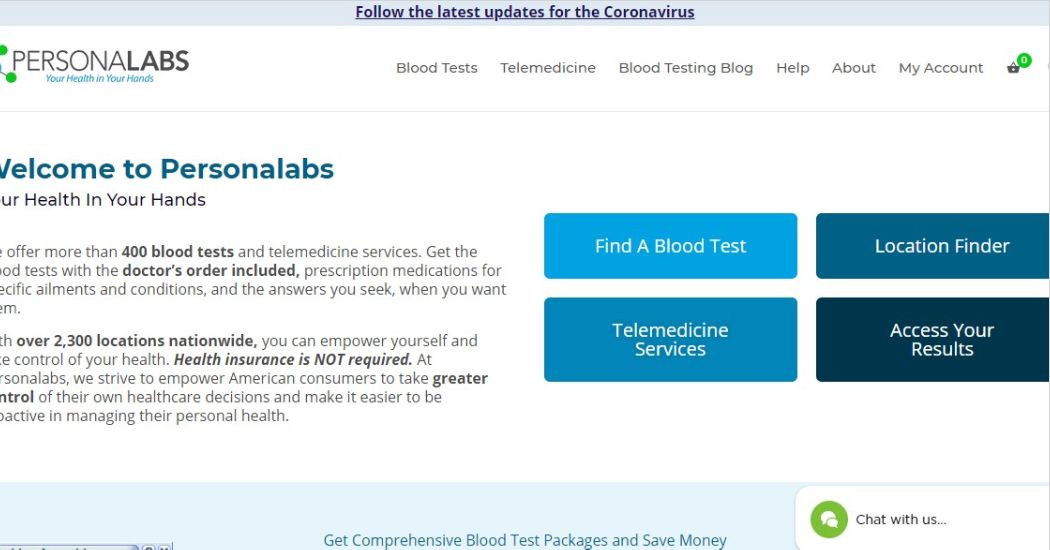 Follow the latest updates for the Coronavirus
PERSONALABS
Your Health in Your Hands
Blood Tests Telemedicine Blood Testing Blog Help About My Account 0
Welcome to Personalabs
our Health In Your Hands
e offer more than 400 blood tests and telemedicine services. Get the
ood tests with the doctor's order included, prescription medications for
ecific ailments and conditions, and the answers you seek, when you want
em.
ith over 2,300 locations nationwide, you can empower yourself and
ke control of your health. Health insurance is NOT required. At
ersonalabs, we strive to empower American consumers to take greater
ntrol of their own healthcare decisions and make it easier to be
oactive in managing their personal health.
Find A Blood Test
Location Finder
Telemedicine
Services
Access Your
Results
Chat with us...
Get Comprehensive Blood Test Packages and Save Money